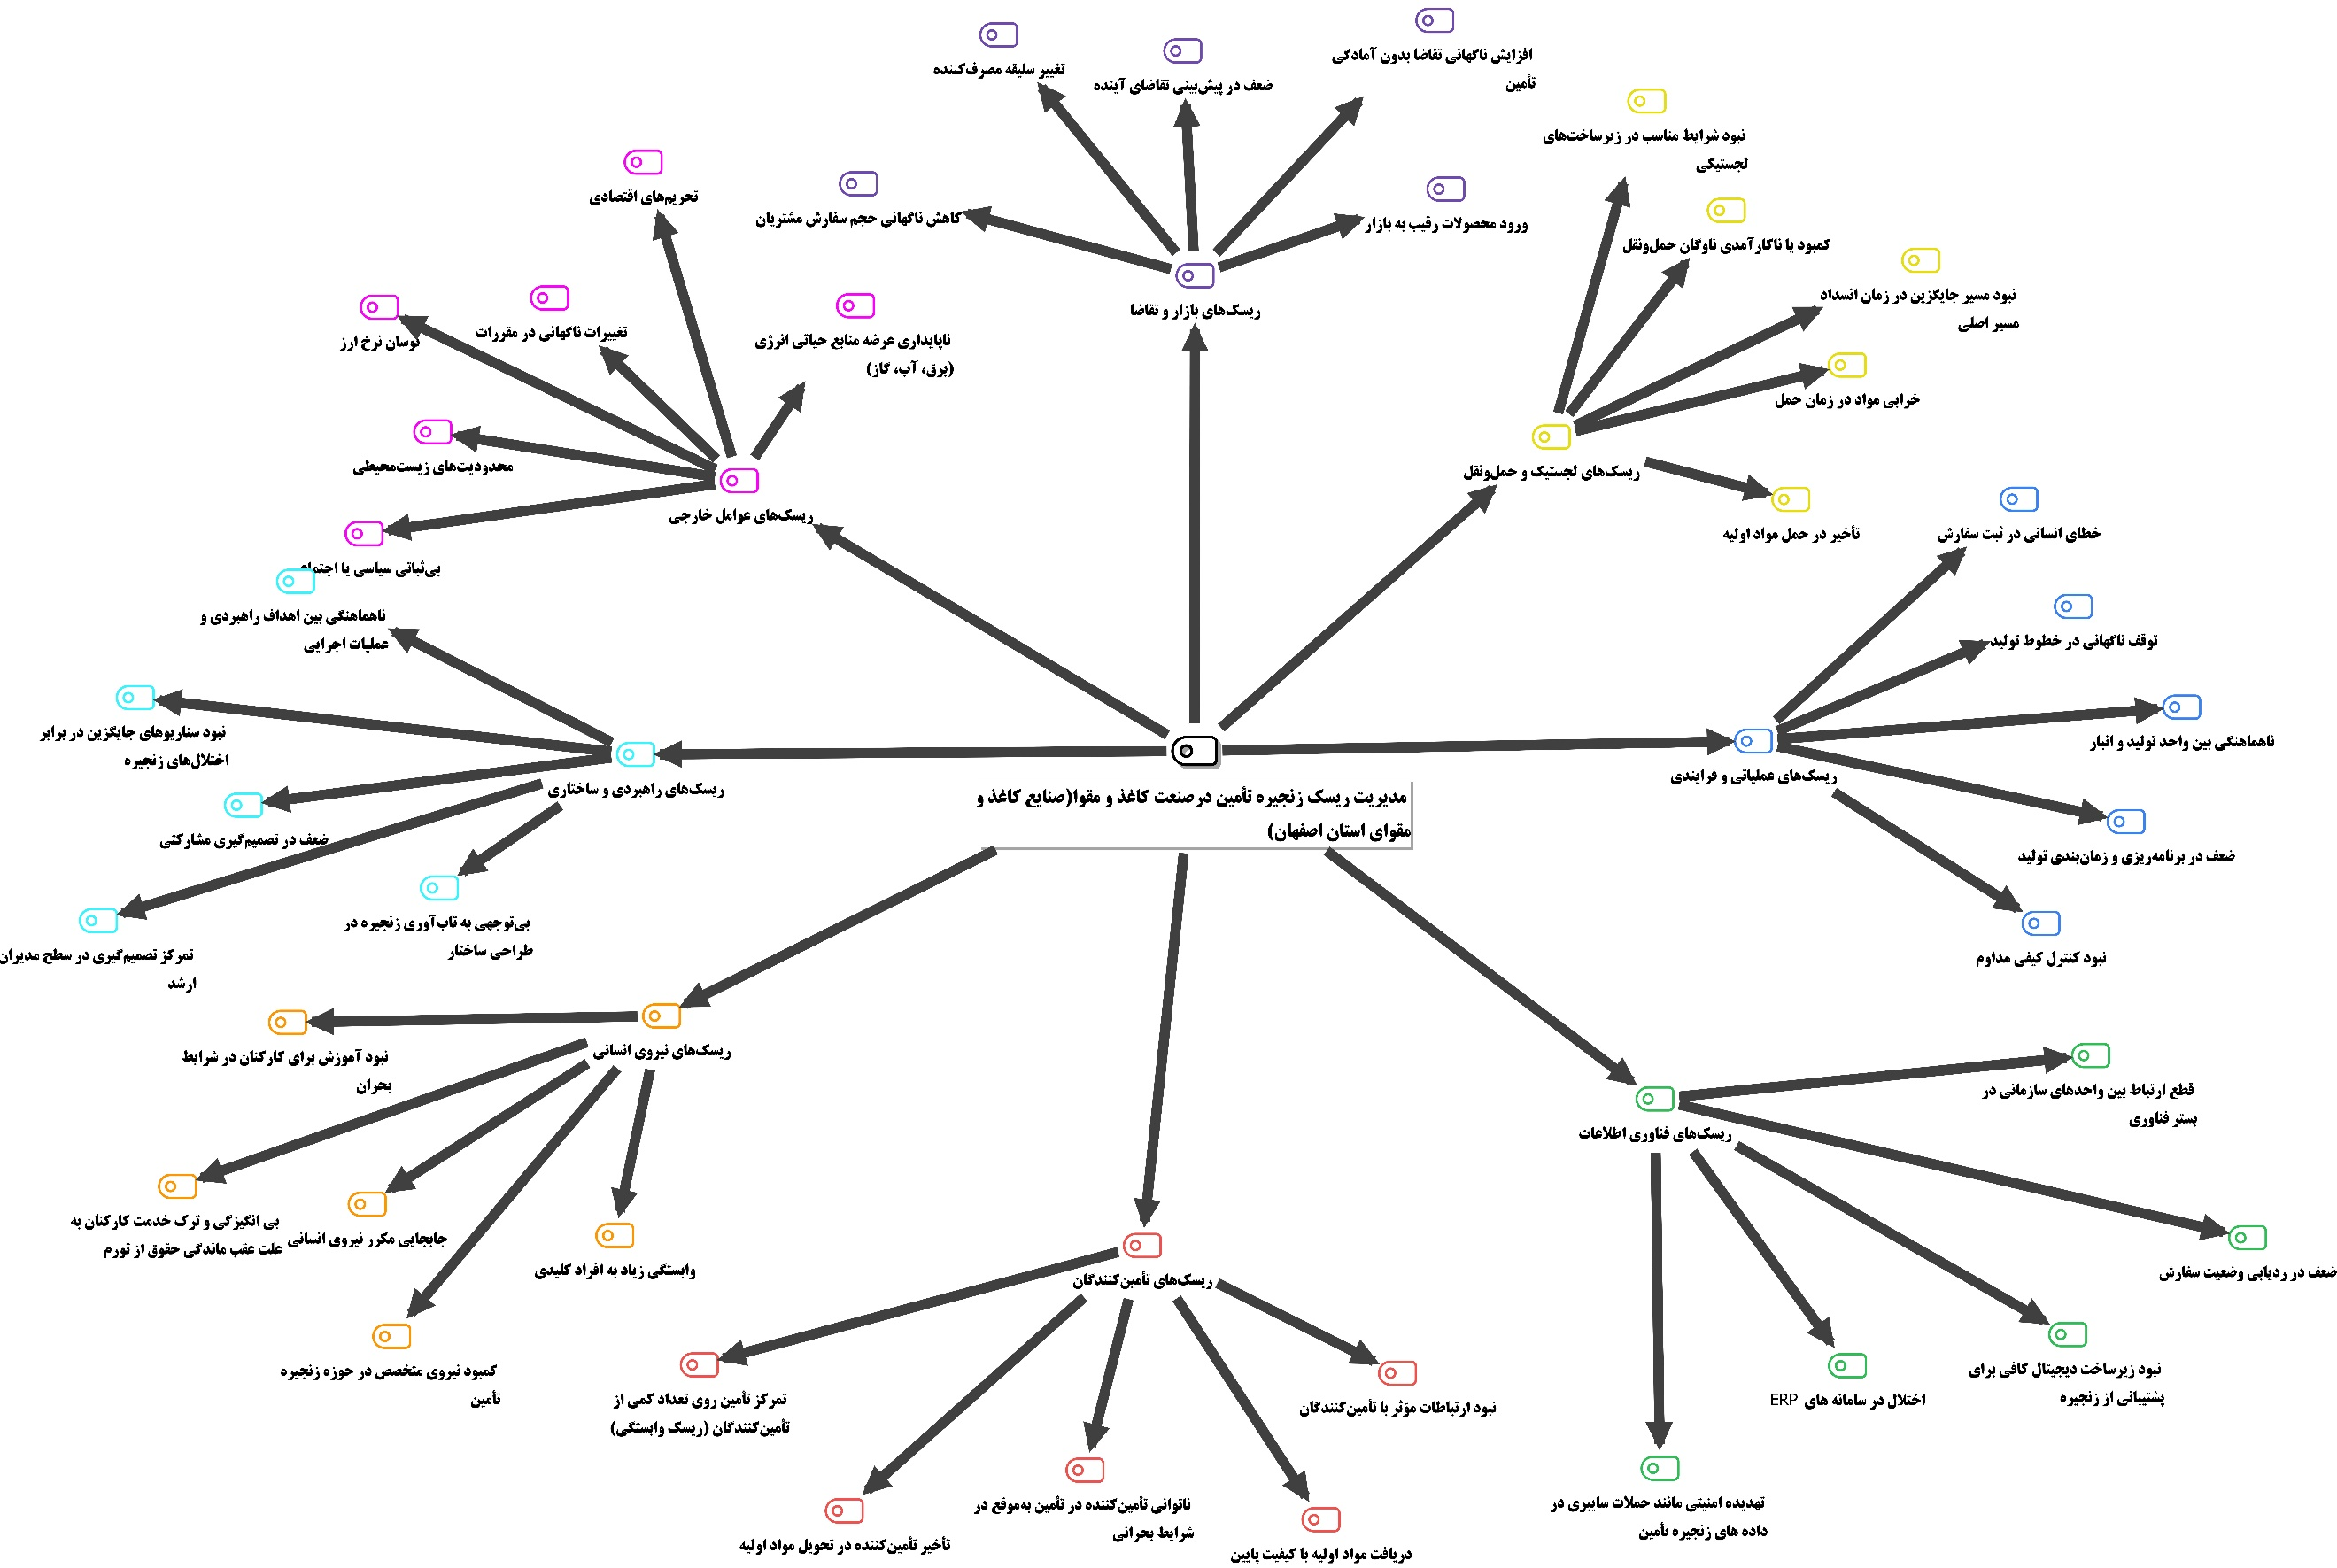 افزایش ناگهانی تقاضا بدون آمادگی
تأمین
ضعف در پیش‌بینی تقاضای آینده
تغییر سلیقه مصرف‌کننده
ورود محصولات رقیب به بازار
کاهش ناگهانی حجم سفارش مشتریان
ریسک‌های بازار و تقاضا
نبود شرایط مناسب در زیرساخت‌های
لجستیکی
کمبود یا ناکارآمدی ناوگان حمل‌ونقل
نبود مسیر جایگزین در زمان انسداد
مسیر اصلی
خرابی مواد در زمان حمل
ریسک‌های لجستیک و حمل‌ونقل
تأخیر در حمل مواد اولیه
تحریم‌های اقتصادی
ناپایداری عرضه منابع حیاتی انرژی
(برق، آب، گاز)
تغییرات ناگهانی در مقررات
نوسان نرخ ارز
محدودیت‌های زیست‌محیطی
ریسک‌های عوامل خارجی
بی‌ثباتی سیاسی یا اجتماعی
خطای انسانی در ثبت سفارش
توقف ناگهانی در خطوط تولید
ناهماهنگی بین واحد تولید و انبار
ریسک‌های عملیاتی و فرایندی
ضعف در برنامه‌ریزی و زمان‌بندی تولید
نبود کنترل کیفی مداوم
مدیریت ریسک زنجیره تأمین درصنعت کاغذ و مقوا(صنایع کاغذ و
مقوای استان اصفهان)
ناهماهنگی بین اهداف راهبردی و
عملیات اجرایی
نبود سناریوهای جایگزین در برابر
اختلال‌های زنجیره
ریسک‌های راهبردی و ساختاری
ضعف در تصمیم‌گیری مشارکتی
بی‌توجهی به تاب‌آوری زنجیره در
طراحی ساختار
تمرکز تصمیم‌گیری در سطح مدیران
ارشد
ریسک‌های نیروی انسانی
نبود آموزش برای کارکنان در شرایط
بحران
بی انگیزگی و ترک خدمت کارکنان به
علت عقب ماندگی حقوق از تورم
جابجایی مکرر نیروی انسانی
وابستگی زیاد به افراد کلیدی
کمبود نیروی متخصص در حوزه زنجیره
تأمین
قطع ارتباط بین واحدهای سازمانی در
بستر فناوری
ریسک‌های فناوری اطلاعات
ضعف در ردیابی وضعیت سفارش
نبود زیرساخت دیجیتال کافی برای
پشتیبانی از زنجیره
اختلال در سامانه های ERP
تهدیده امنیتی مانند حملات سایبری در
داده های زنجیره تأمین
ریسک‌های تأمین‌کنندگان
نبود ارتباطات مؤثر با تأمین‌کنندگان
تمرکز تأمین روی تعداد کمی از
تأمین‌کنندگان (ریسک وابستگی)
ناتوانی تأمین‌کننده در تأمین به‌موقع در
شرایط بحرانی
تأخیر تأمین‌کننده در تحویل مواد اولیه
دریافت مواد اولیه با کیفیت پایین